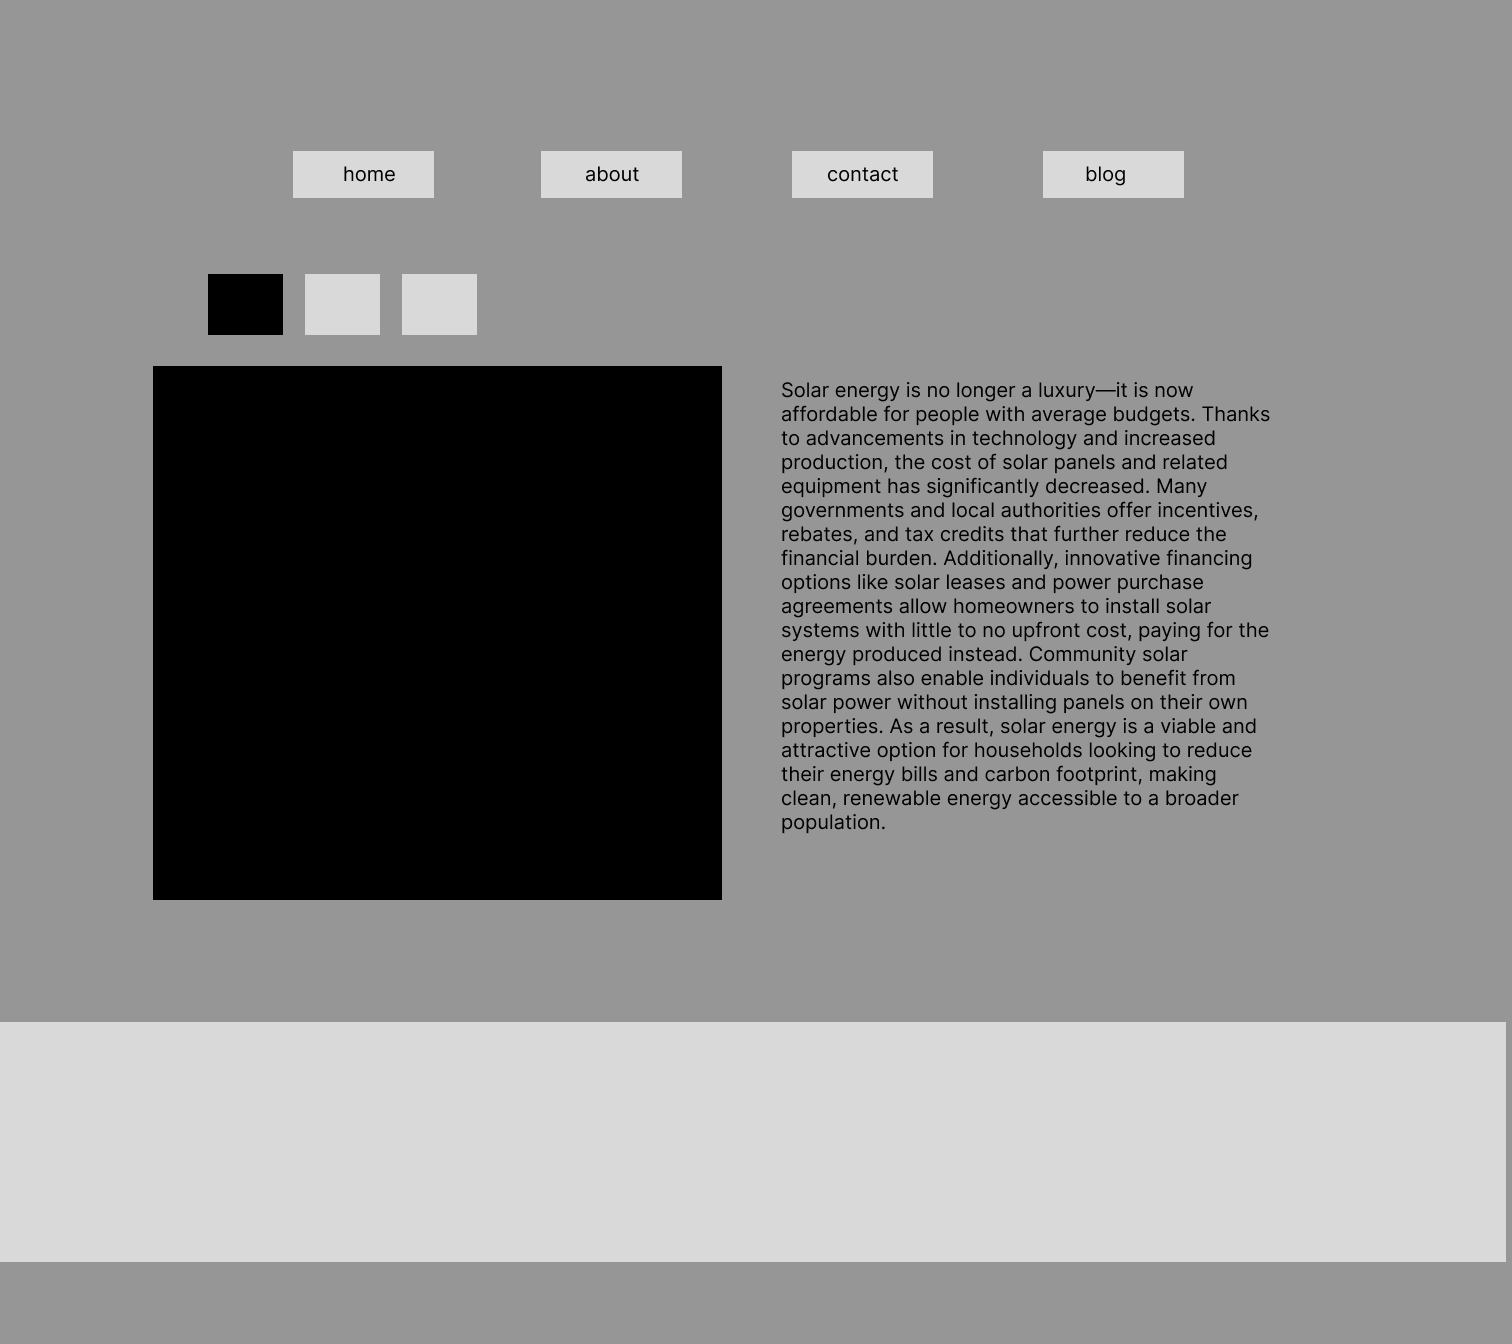 home
about
contact
blog
Solar energy is no longer a luxury—it is now
affordable for people with average budgets. Thanks
to advancements in technology and increased
production, the cost of solar panels and related
equipment has significantly decreased. Many
governments and local authorities offer incentives,
rebates, and tax credits that further reduce the
financial burden. Additionally, innovative financing
options like solar leases and power purchase
agreements allow homeowners to install solar
systems with little to no upfront cost, paying for the
energy produced instead. Community solar
programs also enable individuals to benefit from
solar power without installing panels on their own
properties. As a result, solar energy is a viable and
attractive option for households looking to reduce
their energy bills and carbon footprint, making
clean, renewable energy accessible to a broader
population.